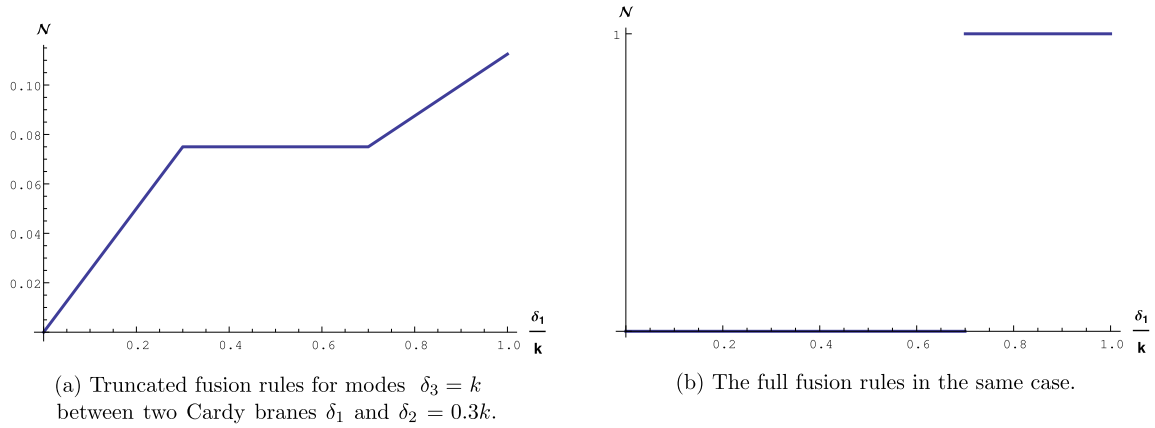 𝒩
0.10
0.08
0.06
0.04
0.02
0.2 0.4 0.6 0.8 1.0
δ₁
k
(a) Truncated fusion rules for modes δ₃ = k
between two Cardy branes δ₁ and δ₂ = 0.3k.
𝒩
1
0.2 0.4 0.6 0.8 1.0
δ₁
k
(b) The full fusion rules in the same case.